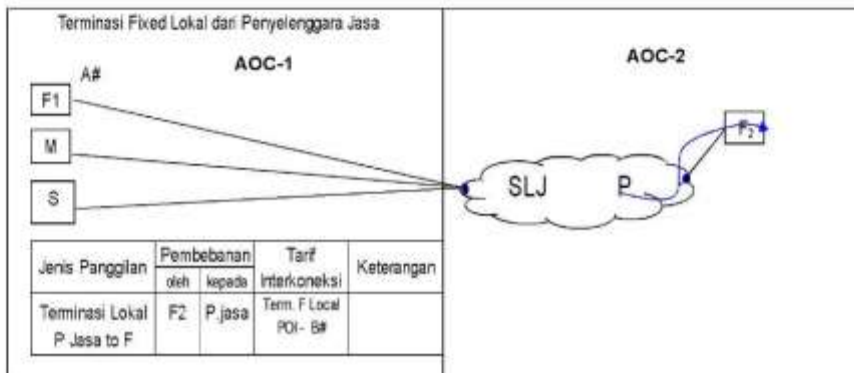 Terminasi Fixed Lokal dari Penyelenggara Jasa
AOC-1
AOC-2
A#
F1
M
S
SLJ
P
F2
Jenis Panggilan
Pembebanan
oleh
kepada
Tarif
Interkoneksi
Keterangan
Terminasi Lokal
P Jasa to F
F2
P.jasa
Term. F Local
POI - B#